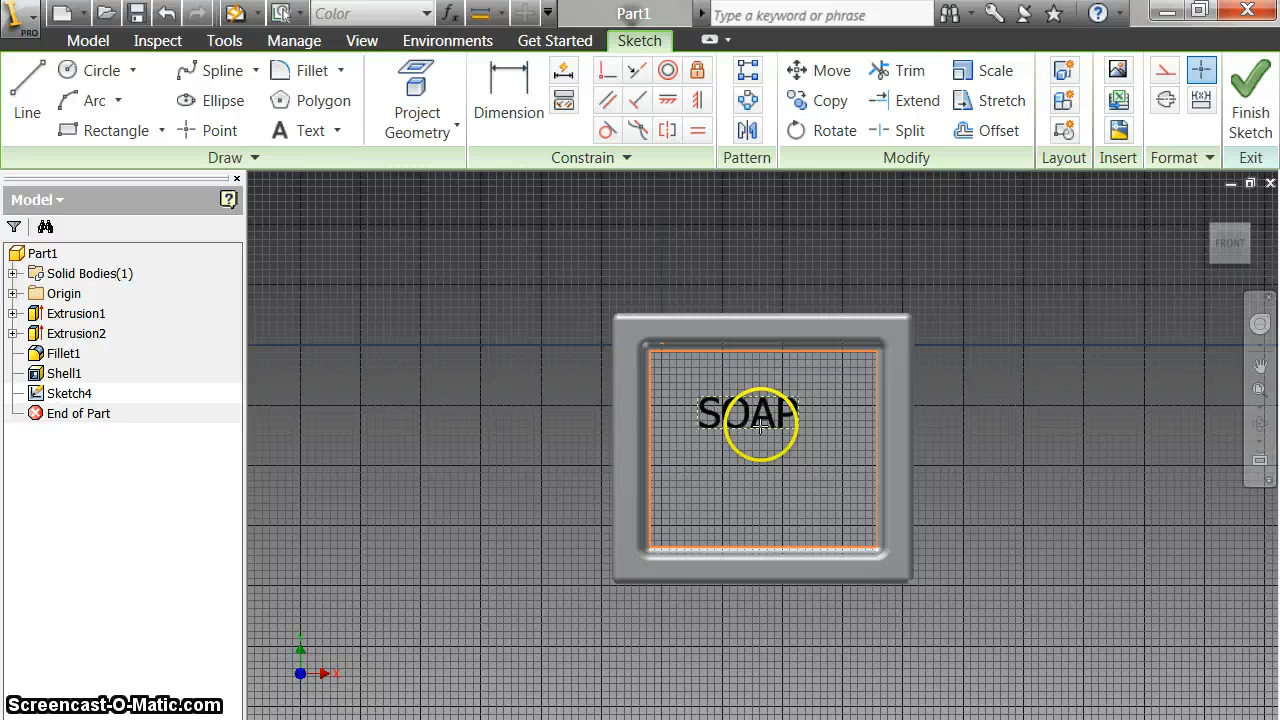 PRO
Color
Part1
Type a keyword or phrase
Model
Inspect
Tools
Manage
View
Environments
Get Started
Sketch
Line
Circle
Arc
Rectangle
Spline
Ellipse
Point
Fillet
Polygon
A Text
Project Geometry
Draw
Dimension
Constrain
Pattern
Move
Copy
Rotate
Trim
Extend
Split
Scale
Stretch
Offset
Modify
Layout
Insert
Format
Finish Sketch
Exit
Model
Part1
Solid Bodies(1)
Origin
Extrusion1
Extrusion2
Fillet1
Shell1
Sketch4
End of Part
FRONT
SOAP
X
Screencast-O-Matic.com